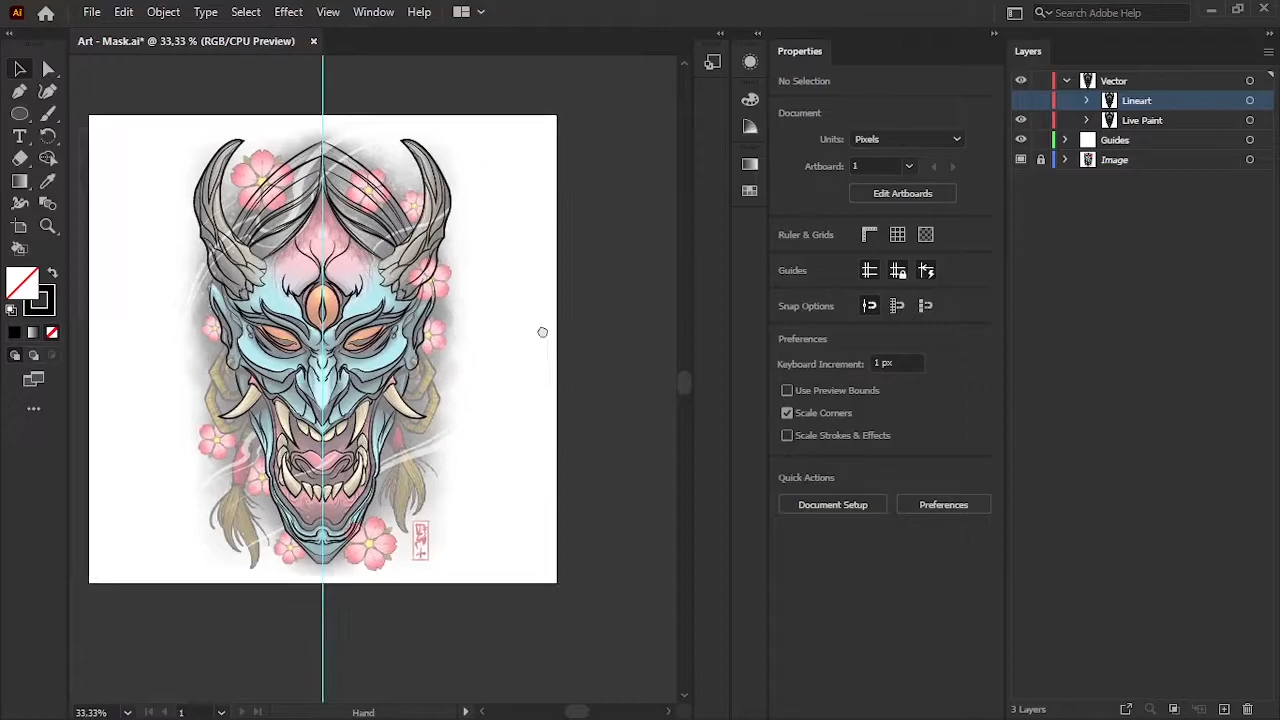 Ai
File Edit Object Type Select Effect View Window Help
Search Adobe Help
Art - Mask.ai* @ 33,33 % (RGB/CPU Preview)
Properties
No Selection
Document
Units: Pixels
Artboard: 1
Edit Artboards
Ruler & Grids
Guides
Snap Options
Preferences
Keyboard Increment: 1 px
Use Preview Bounds
Scale Corners
Scale Strokes & Effects
Quick Actions
Document Setup Preferences
Layers
Vector
Lineart
Live Paint
Guides
Image
33,33% 1 Hand
3 Layers